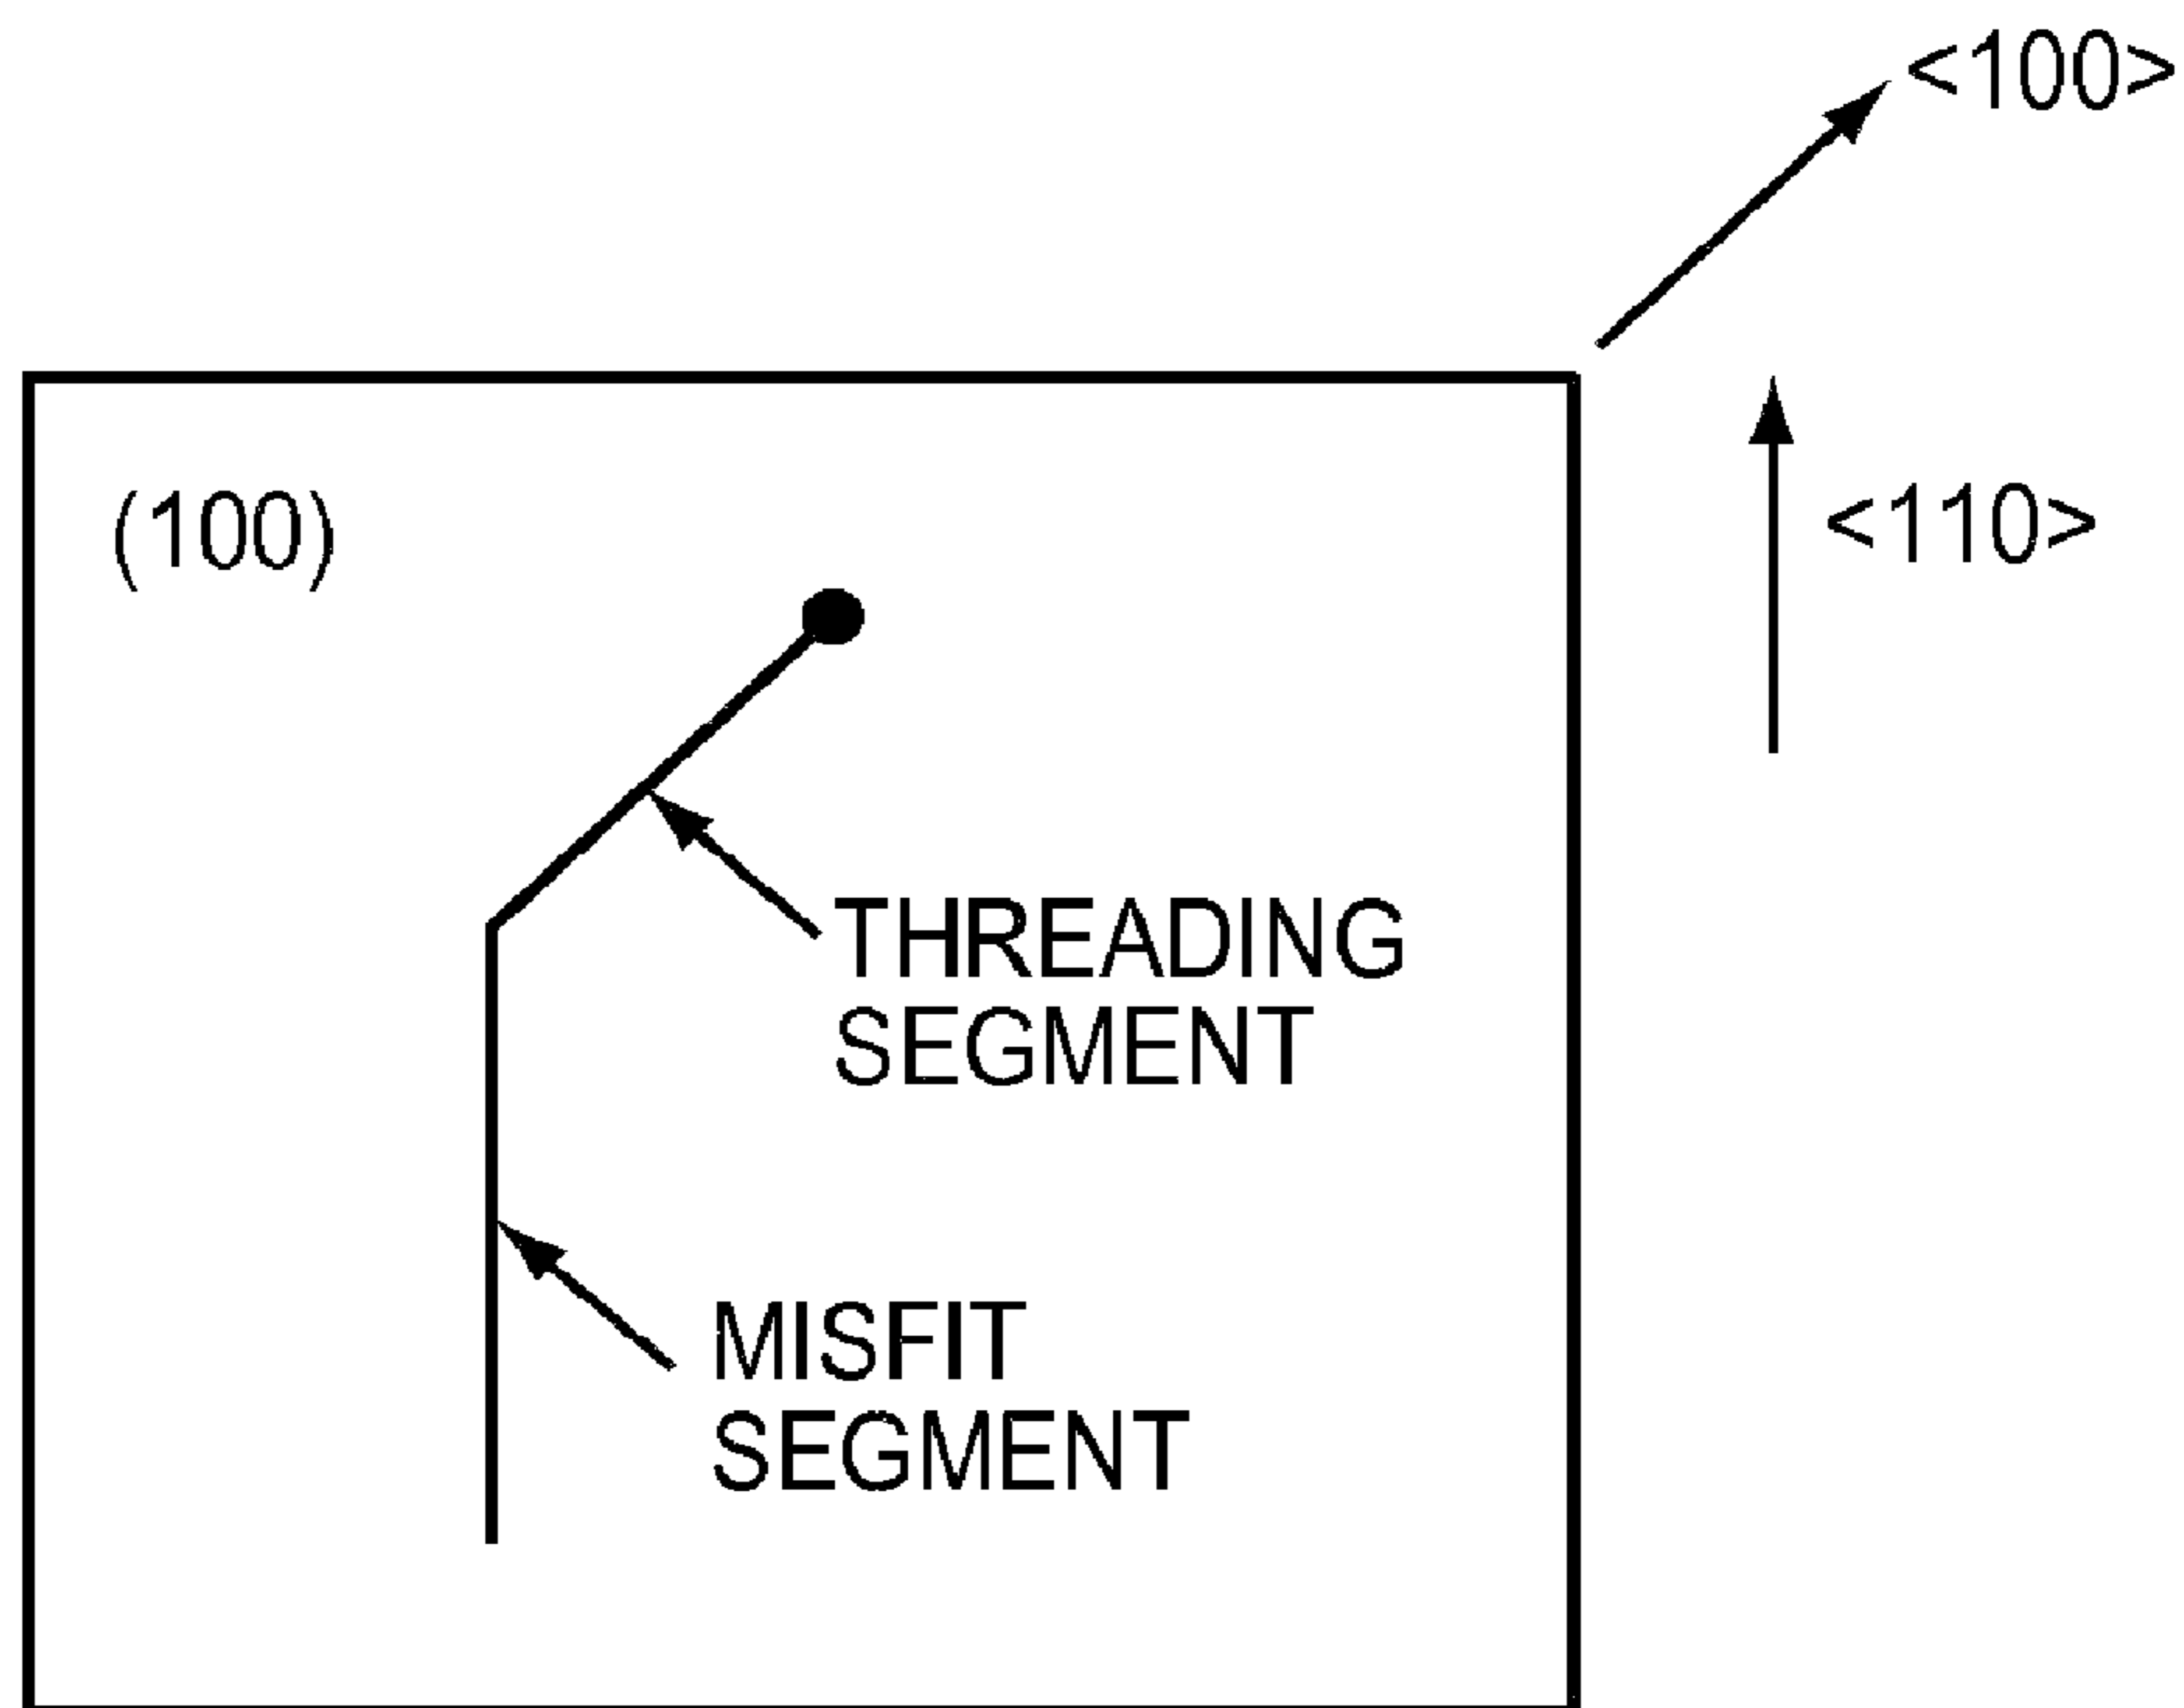 <100>
(100)
<110>
THREADING
SEGMENT
MISFIT
SEGMENT